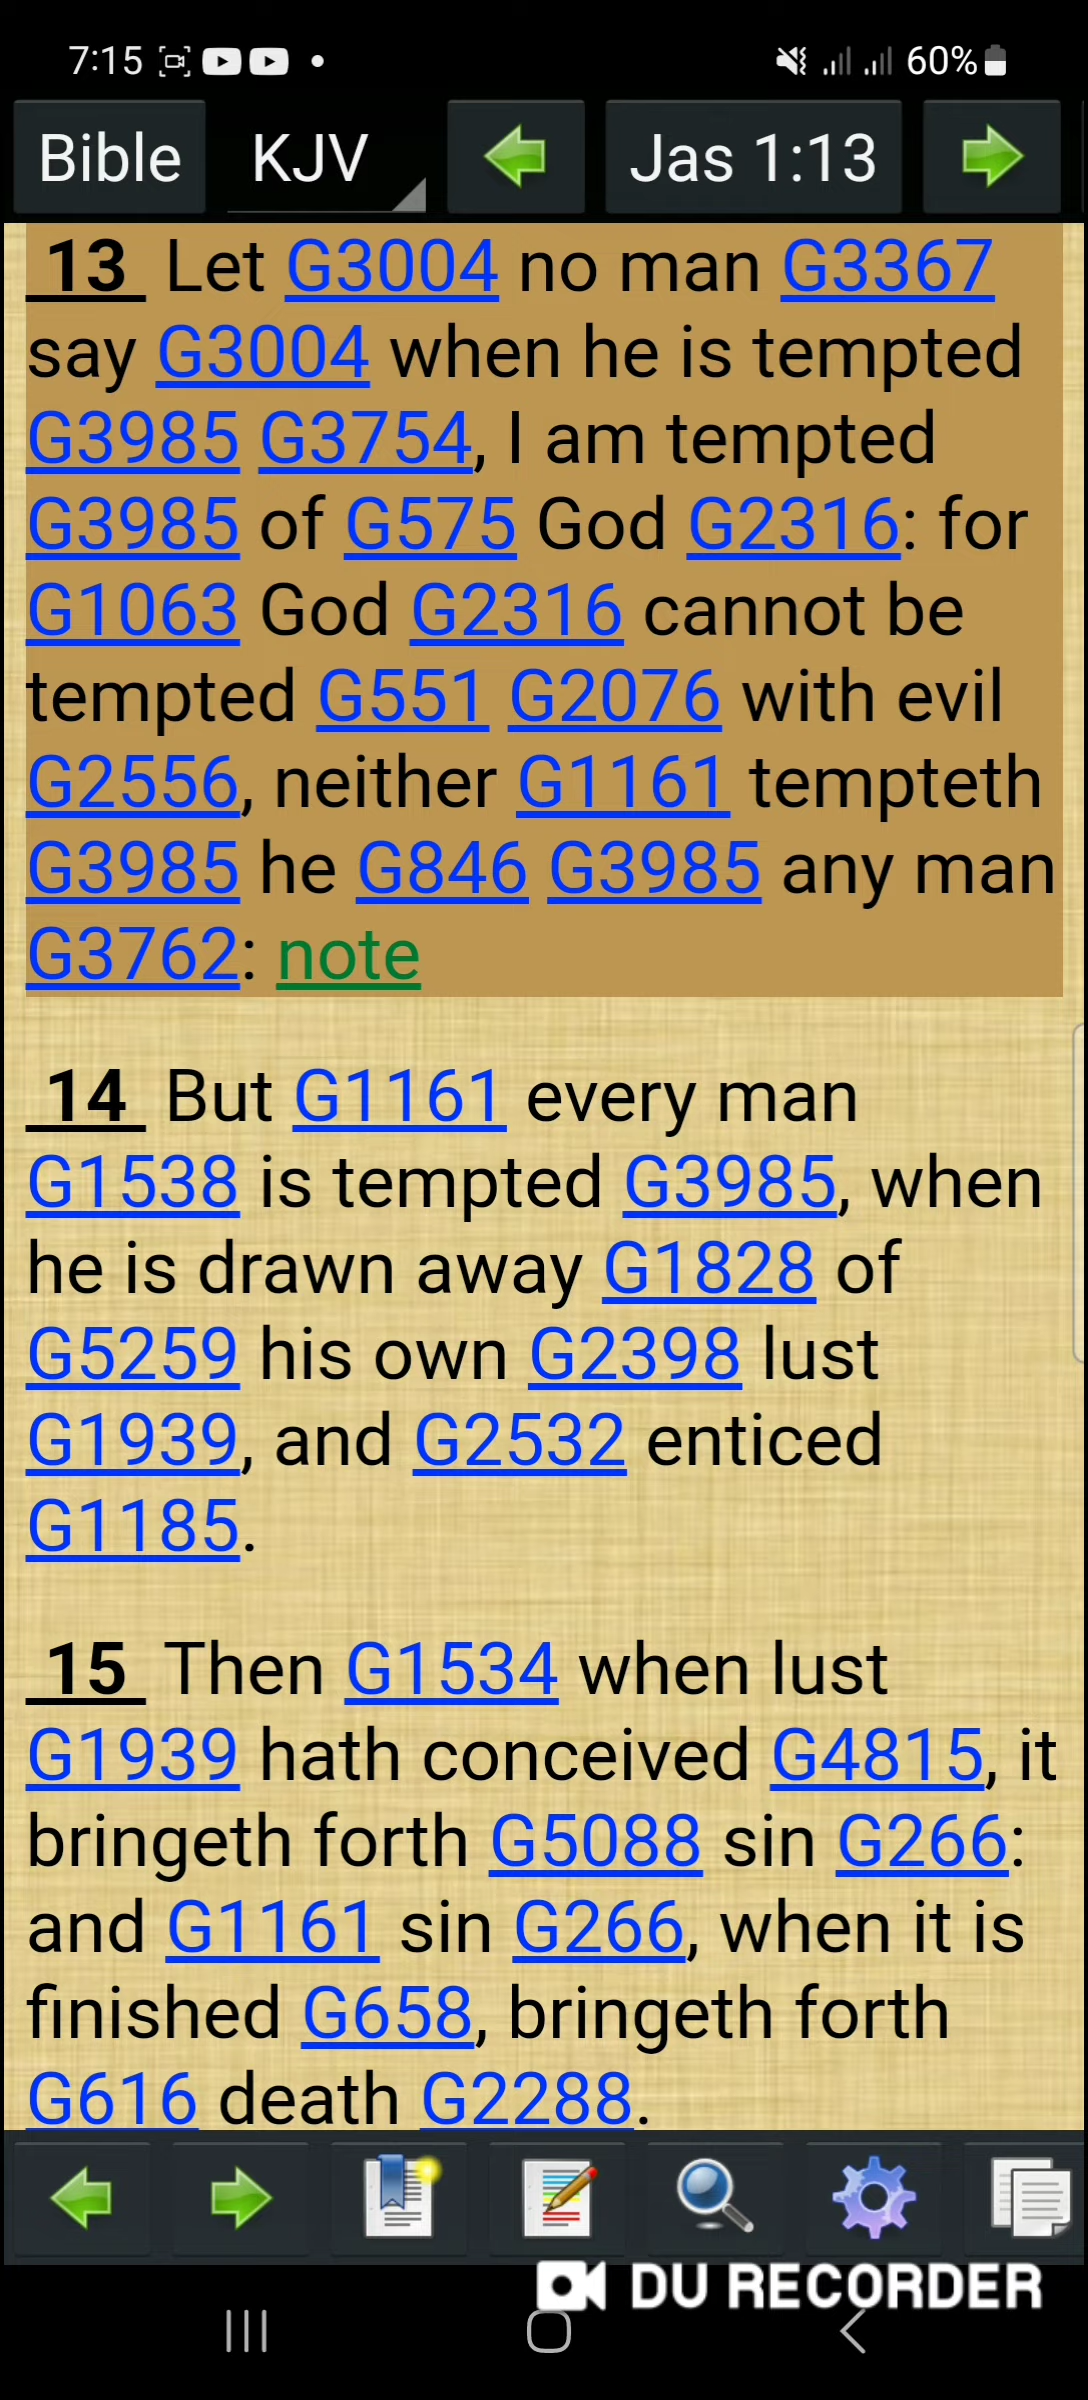 7:15 60%
Bible KJV Jas 1:13
13 Let G3004 no man G3367
say G3004 when he is tempted
G3985 G3754, I am tempted
G3985 of G575 God G2316: for
G1063 God G2316 cannot be
tempted G551 G2076 with evil
G2556, neither G1161 tempteth
G3985 he G846 G3985 any man
G3762: note
14 But G1161 every man
G1538 is tempted G3985, when
he is drawn away G1828 of
G5259 his own G2398 lust
G1939, and G2532 enticed
G1185.
15 Then G1534 when lust
G1939 hath conceived G4815, it
bringeth forth G5088 sin G266:
and G1161 sin G266, when it is
finished G658, bringeth forth
G616 death G2288.
DU RECORDER